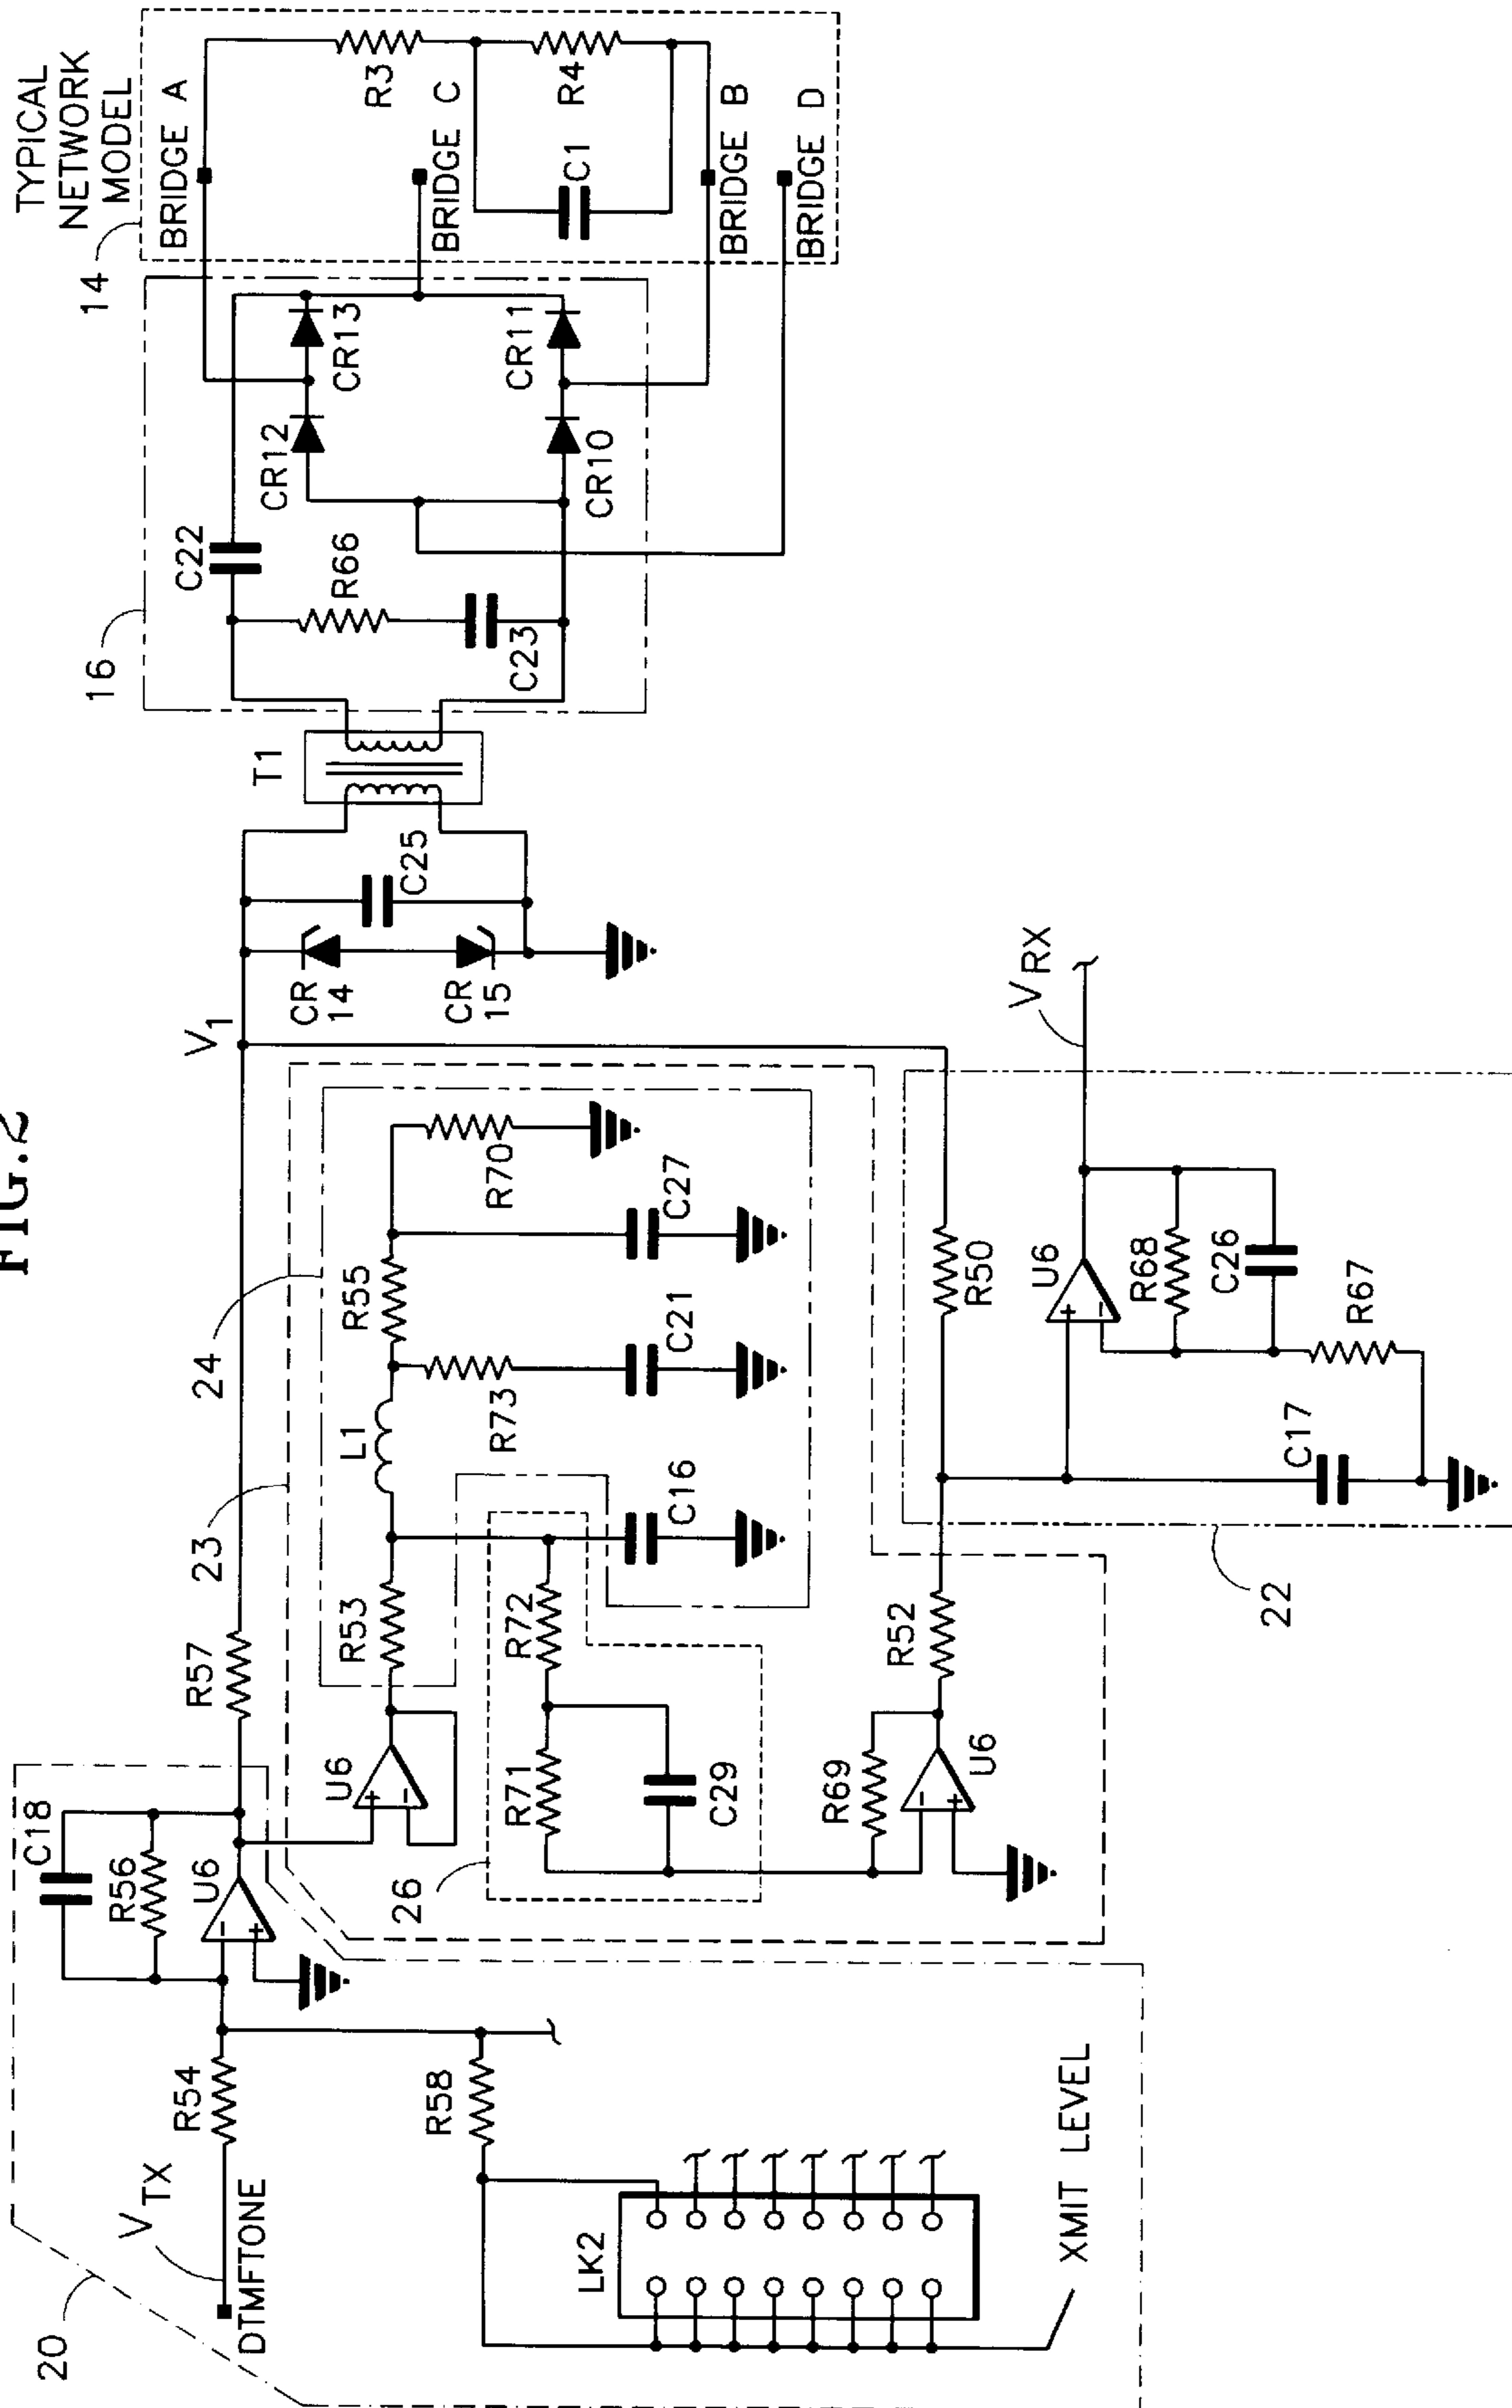 FIG.2
TYPICAL
NETWORK
MODEL
14
BRIDGE A
R3
BRIDGE C
C1
R4
BRIDGE B
BRIDGE D
16
C22
CR12
CR13
R66
CR11
C23
CR10
T1
C25
CR
14
CR
15
V1
VRX
23
24
R57
R53
L1
R55
R70
R73
C16
C21
C27
C18
R56
U6
U6
26
R71
R72
C29
R69
U6
R52
R50
U6
R68
C26
R67
C17
22
20
VTX
DTMFTONE
R54
R58
LK2
XMIT LEVEL